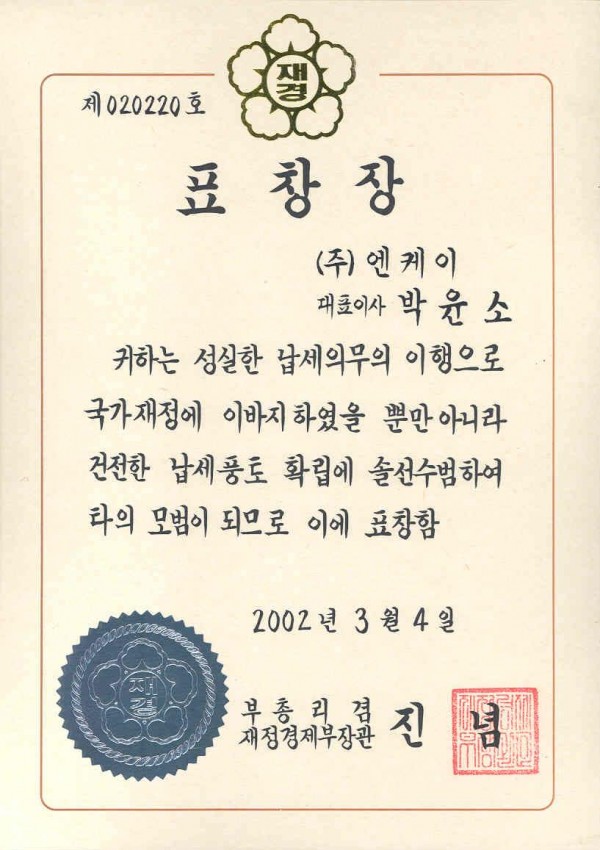 재경
제020220호
표창장
(주)엔케이
대표이사 박윤소
귀하는 성실한 납세의무의 이행으로
국가재정에 이바지하였을 뿐만아니라
건전한 납세풍토 확립에 솔선수범하여
타의 모범이 되므로 이에 표창함
2002년 3월 4일
재경
부총리겸
재정경제부장관 진념